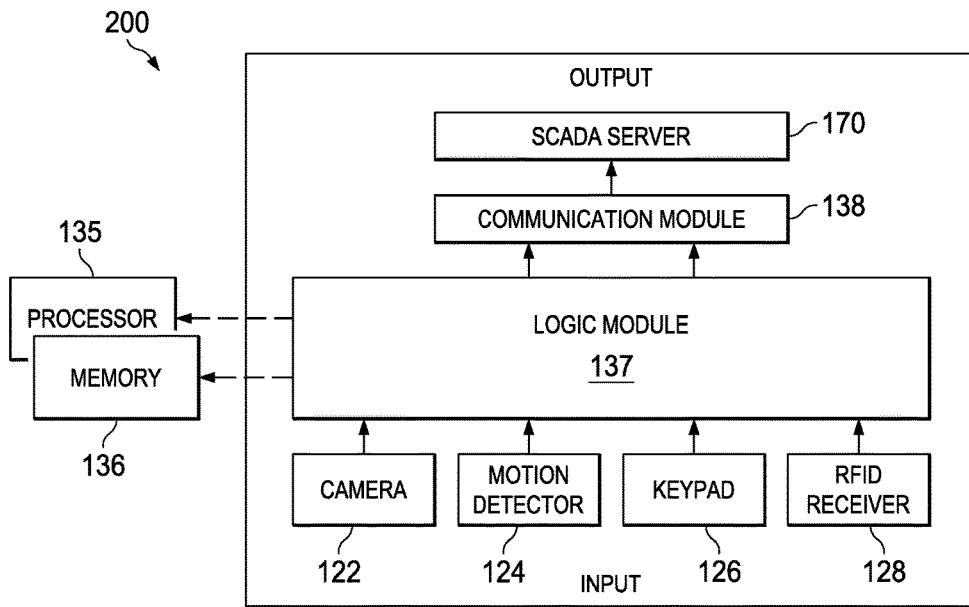 200
OUTPUT
SCADA SERVER
170
COMMUNICATION MODULE
138
135
PROCESSOR
MEMORY
136
LOGIC MODULE
137
CAMERA
MOTION
DETECTOR
KEYPAD
RFID
RECEIVER
122
124
126
128
INPUT